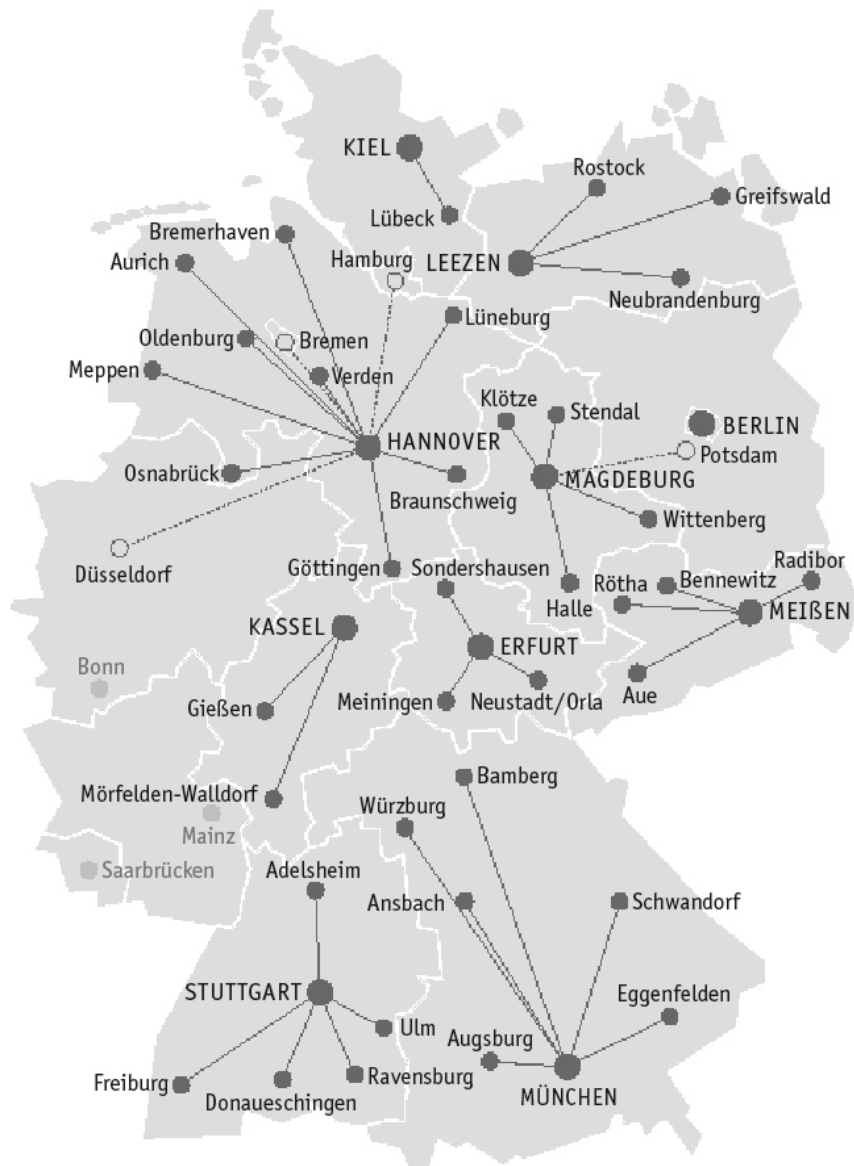 KIEL
Rostock
Greifswald
Lübeck
Bremerhaven
Hamburg
LEEZEN
Aurich
Neubrandenburg
Lüneburg
Oldenburg
Bremen
Meppen
Verden
Klötze
Stendal
BERLIN
HANNOVER
Potsdam
Osnabrück
MAGDEBURG
Braunschweig
Wittenberg
Radibor
Düsseldorf
Göttingen
Sondershausen
Rötha
Bennewitz
Halle
MEIßEN
KASSEL
ERFURT
Bonn
Gießen
Meiningen
Neustadt/Orla
Aue
Bamberg
Mörfelden-Walldorf
Würzburg
Mainz
Saarbrücken
Adelsheim
Ansbach
Schwandorf
STUTTGART
Eggenfelden
Ulm
Augsburg
Freiburg
Ravensburg
Donaueschingen
MÜNCHEN